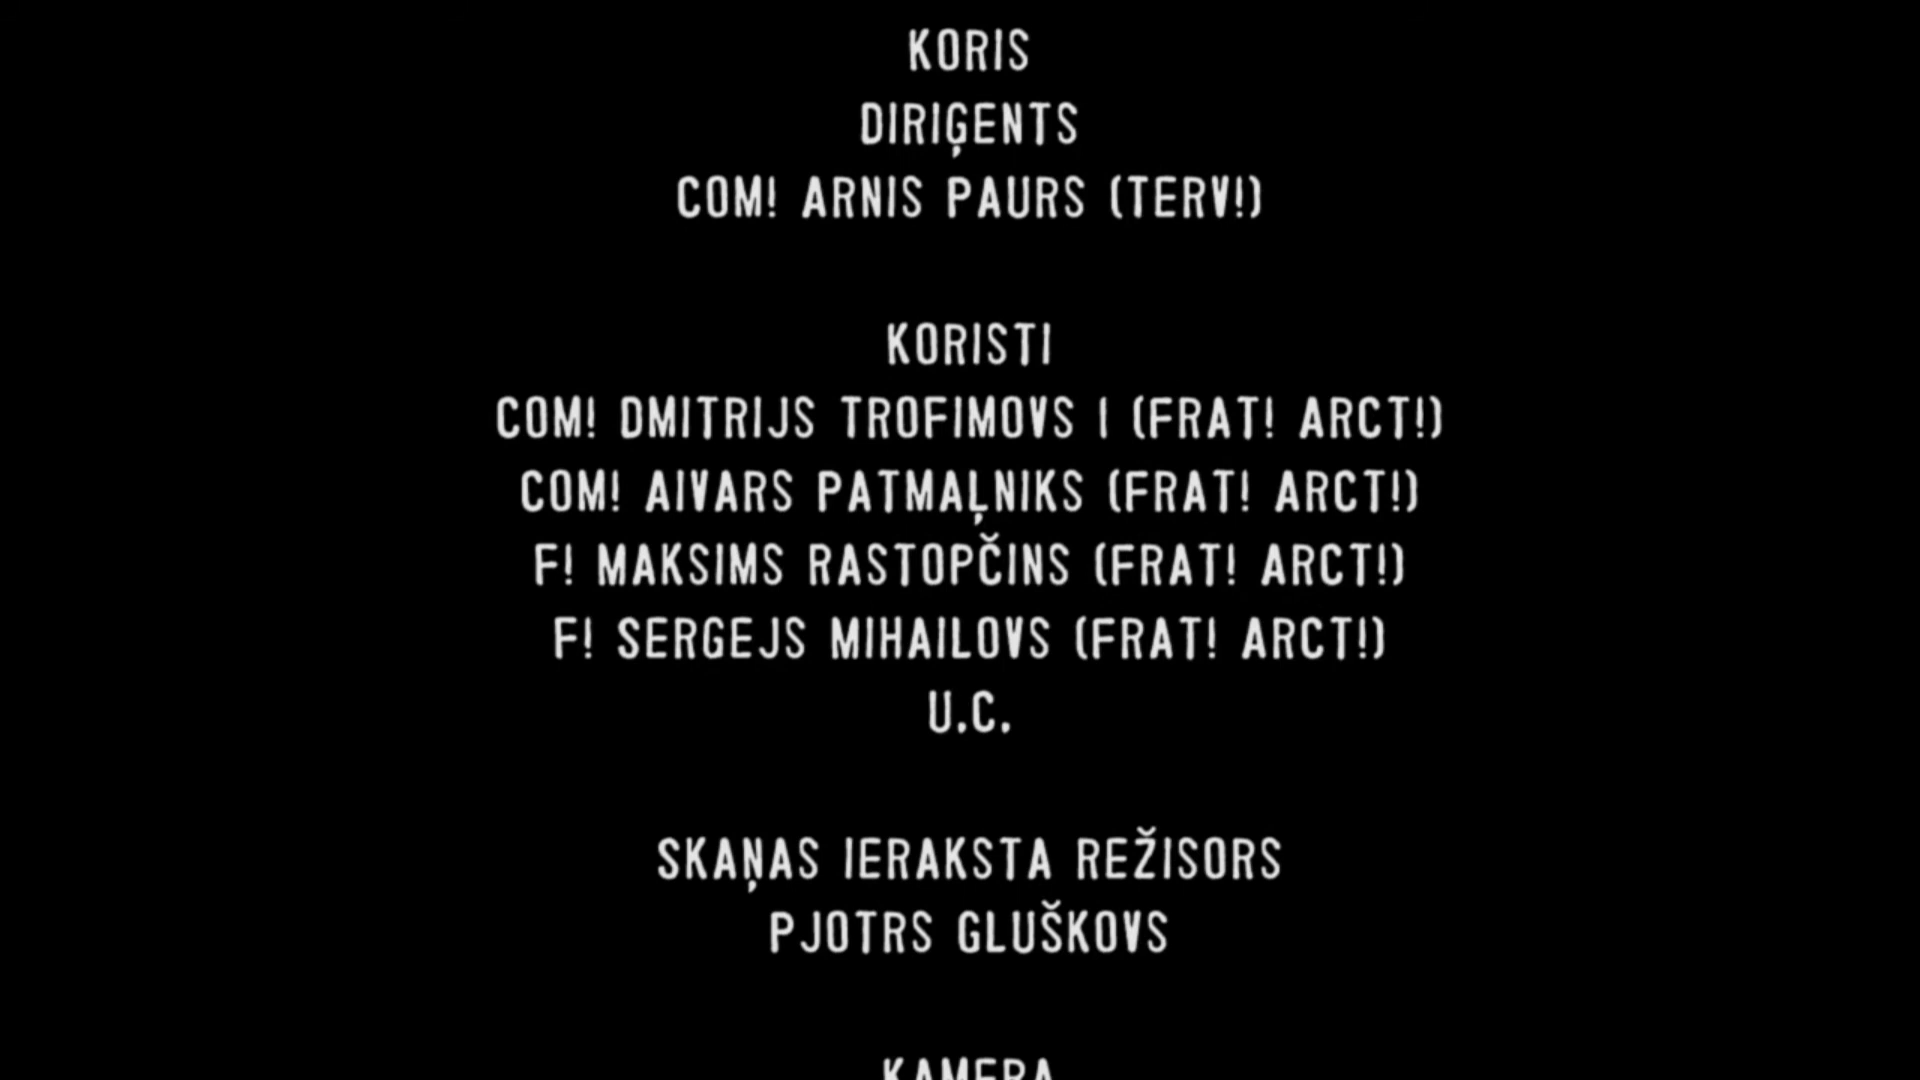 KORIS
DIRIĢENTS
COM! ARNIS PAURS (TERV!)
KORISTI
COM! DMITRIJS TROFIMOVS I (FRAT! ARCT!)
COM! AIVARS PATMAĻNIKS (FRAT! ARCT!)
F! MAKSIMS RASTOPČINS (FRAT! ARCT!)
F! SERGEJS MIHAILOVS (FRAT! ARCT!)
U.C.
SKAŅAS IERAKSTA REŽISORS
PJOTRS GLUŠKOVS
KAMERA